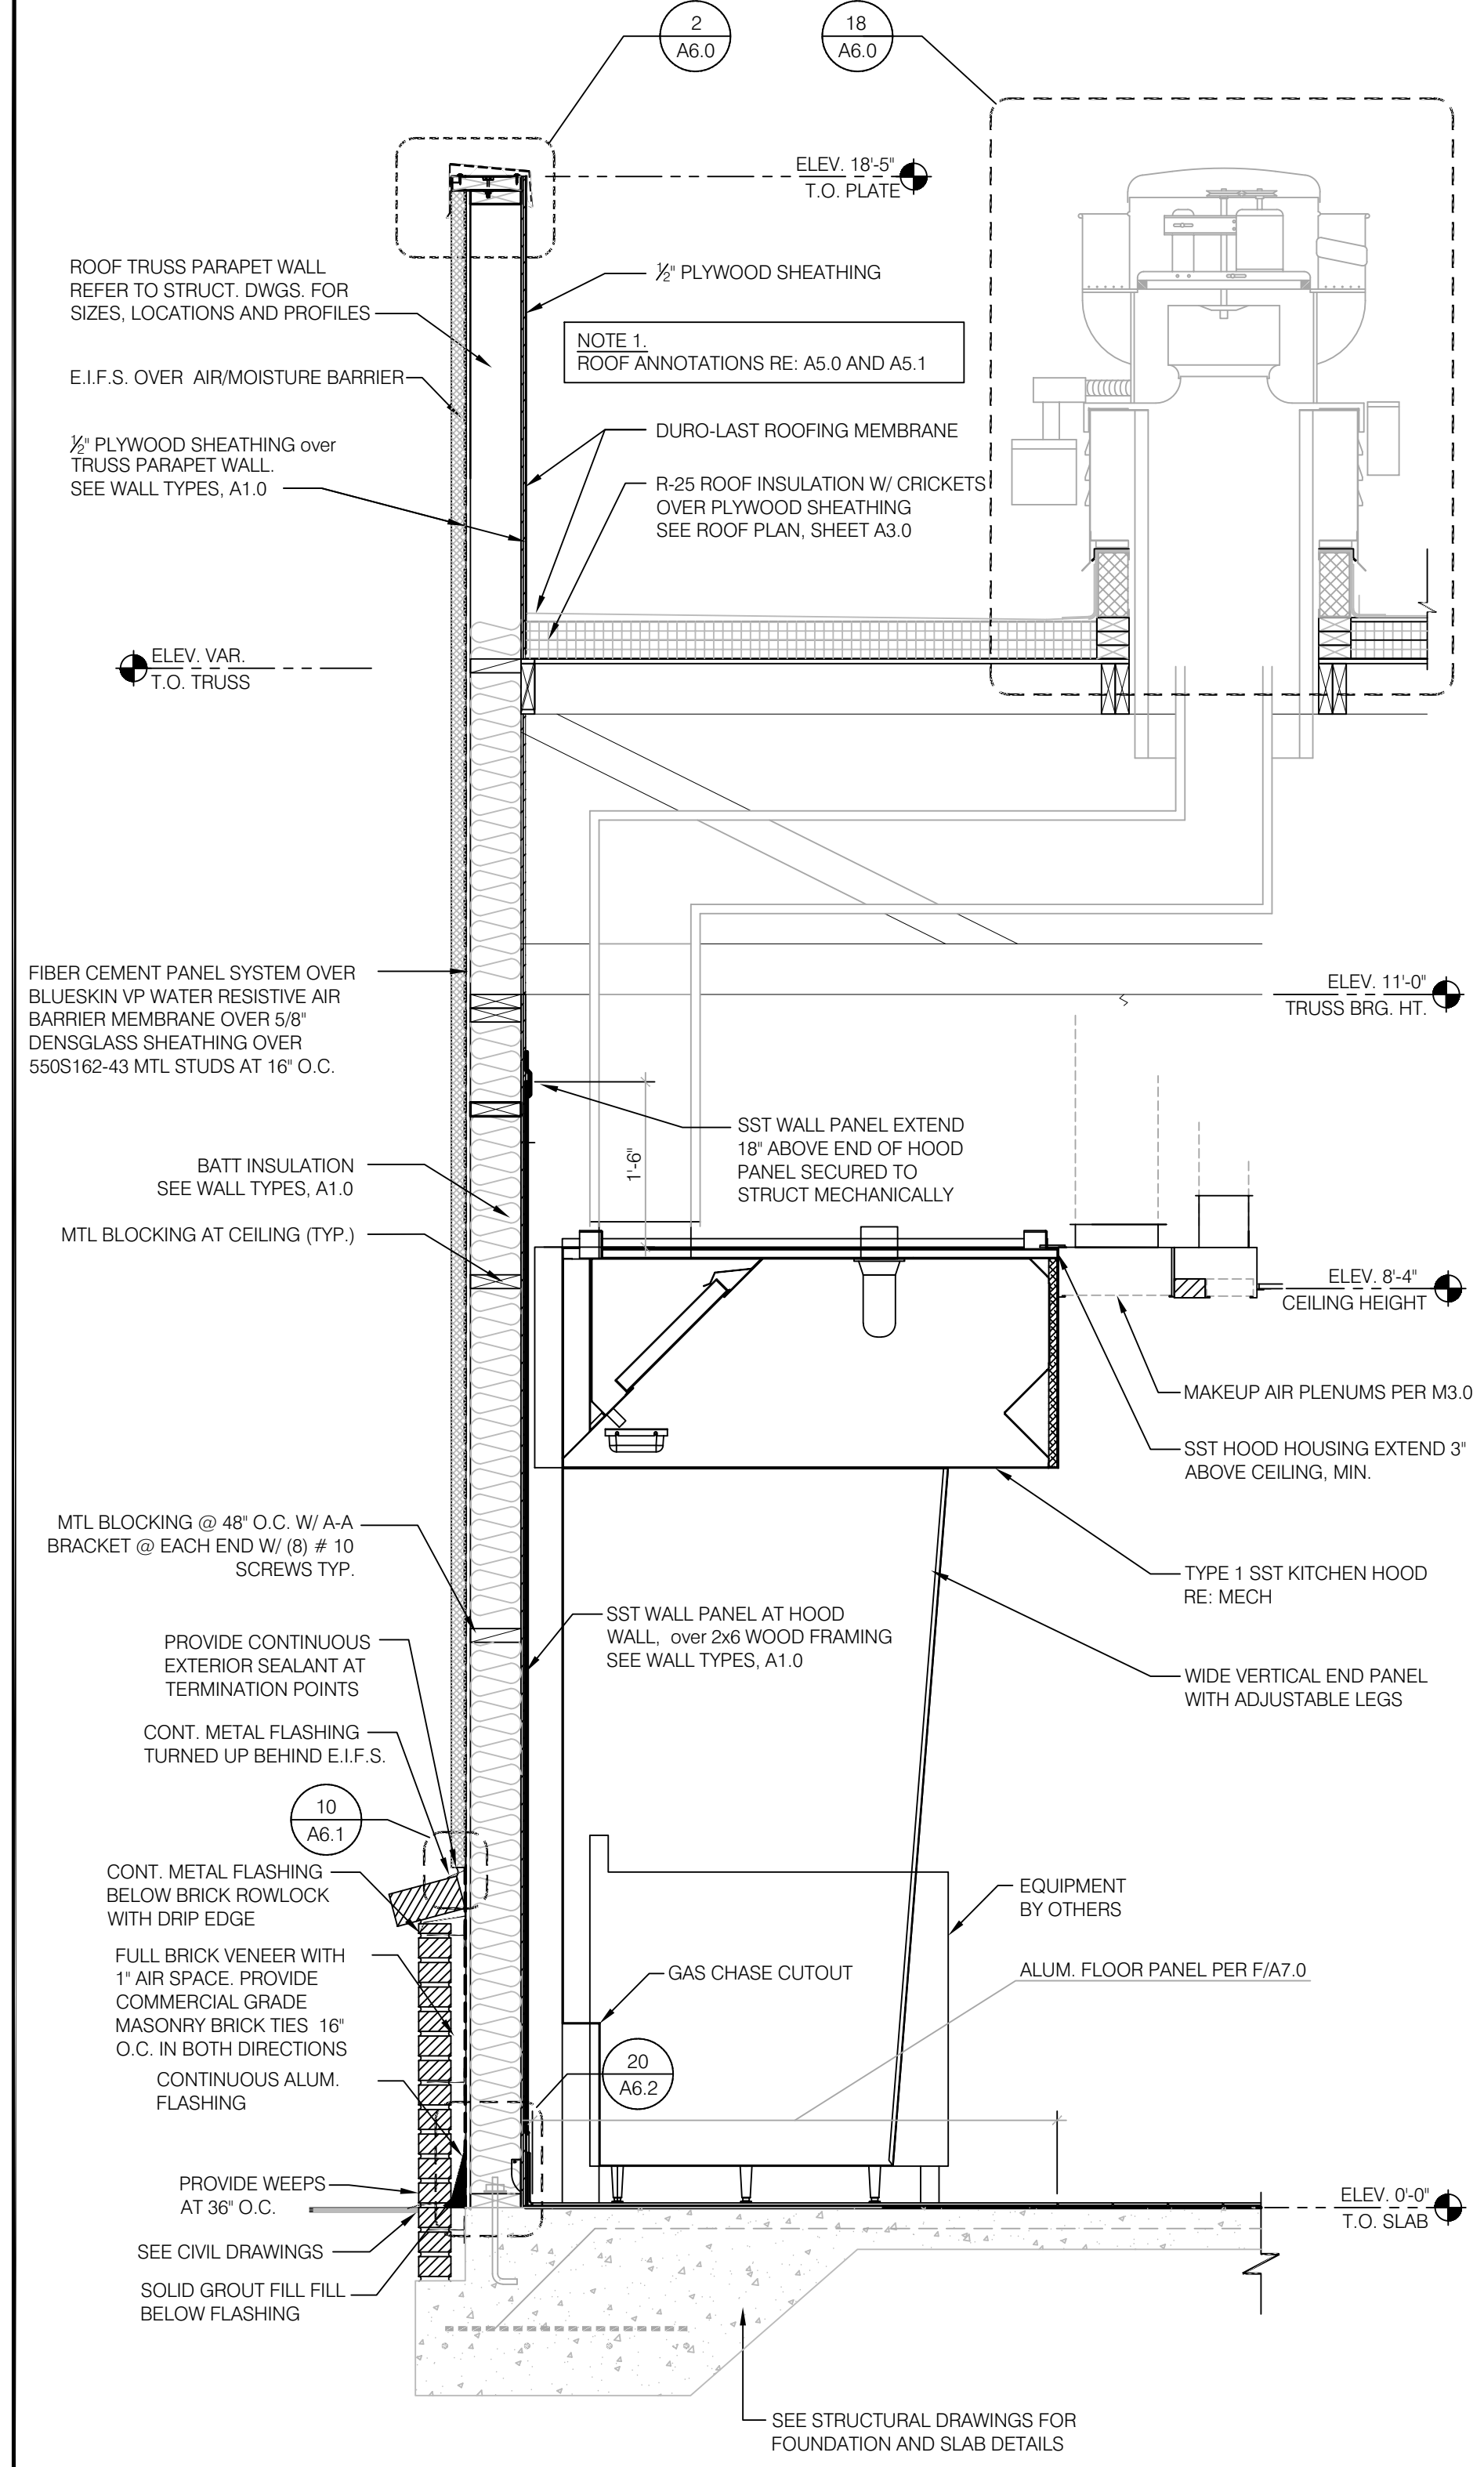 2
A6.0
18
A6.0
ELEV. 18'-5"
T.O. PLATE
ROOF TRUSS PARAPET WALL
REFER TO STRUCT. DWGS. FOR
SIZES, LOCATIONS AND PROFILES
½" PLYWOOD SHEATHING
NOTE 1.
ROOF ANNOTATIONS RE: A5.0 AND A5.1
E.I.F.S. OVER AIR/MOISTURE BARRIER
½" PLYWOOD SHEATHING over
TRUSS PARAPET WALL.
SEE WALL TYPES, A1.0
DURO-LAST ROOFING MEMBRANE
R-25 ROOF INSULATION W/ CRICKETS
OVER PLYWOOD SHEATHING
SEE ROOF PLAN, SHEET A3.0
ELEV. VAR.
T.O. TRUSS
FIBER CEMENT PANEL SYSTEM OVER
BLUESKIN VP WATER RESISTIVE AIR
BARRIER MEMBRANE OVER 5/8"
DENSGLASS SHEATHING OVER
550S162-43 MTL STUDS AT 16" O.C.
ELEV. 11'-0"
TRUSS BRG. HT.
SST WALL PANEL EXTEND
18" ABOVE END OF HOOD
PANEL SECURED TO
STRUCT MECHANICALLY
1'-6"
BATT INSULATION
SEE WALL TYPES, A1.0
MTL BLOCKING AT CEILING (TYP.)
ELEV. 8'-4"
CEILING HEIGHT
MAKEUP AIR PLENUMS PER M3.0
SST HOOD HOUSING EXTEND 3"
ABOVE CEILING, MIN.
MTL BLOCKING @ 48" O.C. W/ A-A
BRACKET @ EACH END W/ (8) # 10
SCREWS TYP.
TYPE 1 SST KITCHEN HOOD
RE: MECH
SST WALL PANEL AT HOOD
WALL, over 2x6 WOOD FRAMING
SEE WALL TYPES, A1.0
PROVIDE CONTINUOUS
EXTERIOR SEALANT AT
TERMINATION POINTS
WIDE VERTICAL END PANEL
WITH ADJUSTABLE LEGS
CONT. METAL FLASHING
TURNED UP BEHIND E.I.F.S.
10
A6.1
CONT. METAL FLASHING
BELOW BRICK ROWLOCK
WITH DRIP EDGE
EQUIPMENT
BY OTHERS
FULL BRICK VENEER WITH
1" AIR SPACE. PROVIDE
COMMERCIAL GRADE
MASONRY BRICK TIES 16"
O.C. IN BOTH DIRECTIONS
GAS CHASE CUTOUT
ALUM. FLOOR PANEL PER F/A7.0
20
A6.2
CONTINUOUS ALUM.
FLASHING
PROVIDE WEEPS
AT 36" O.C.
ELEV. 0'-0"
T.O. SLAB
SEE CIVIL DRAWINGS
SOLID GROUT FILL FILL
BELOW FLASHING
SEE STRUCTURAL DRAWINGS FOR
FOUNDATION AND SLAB DETAILS